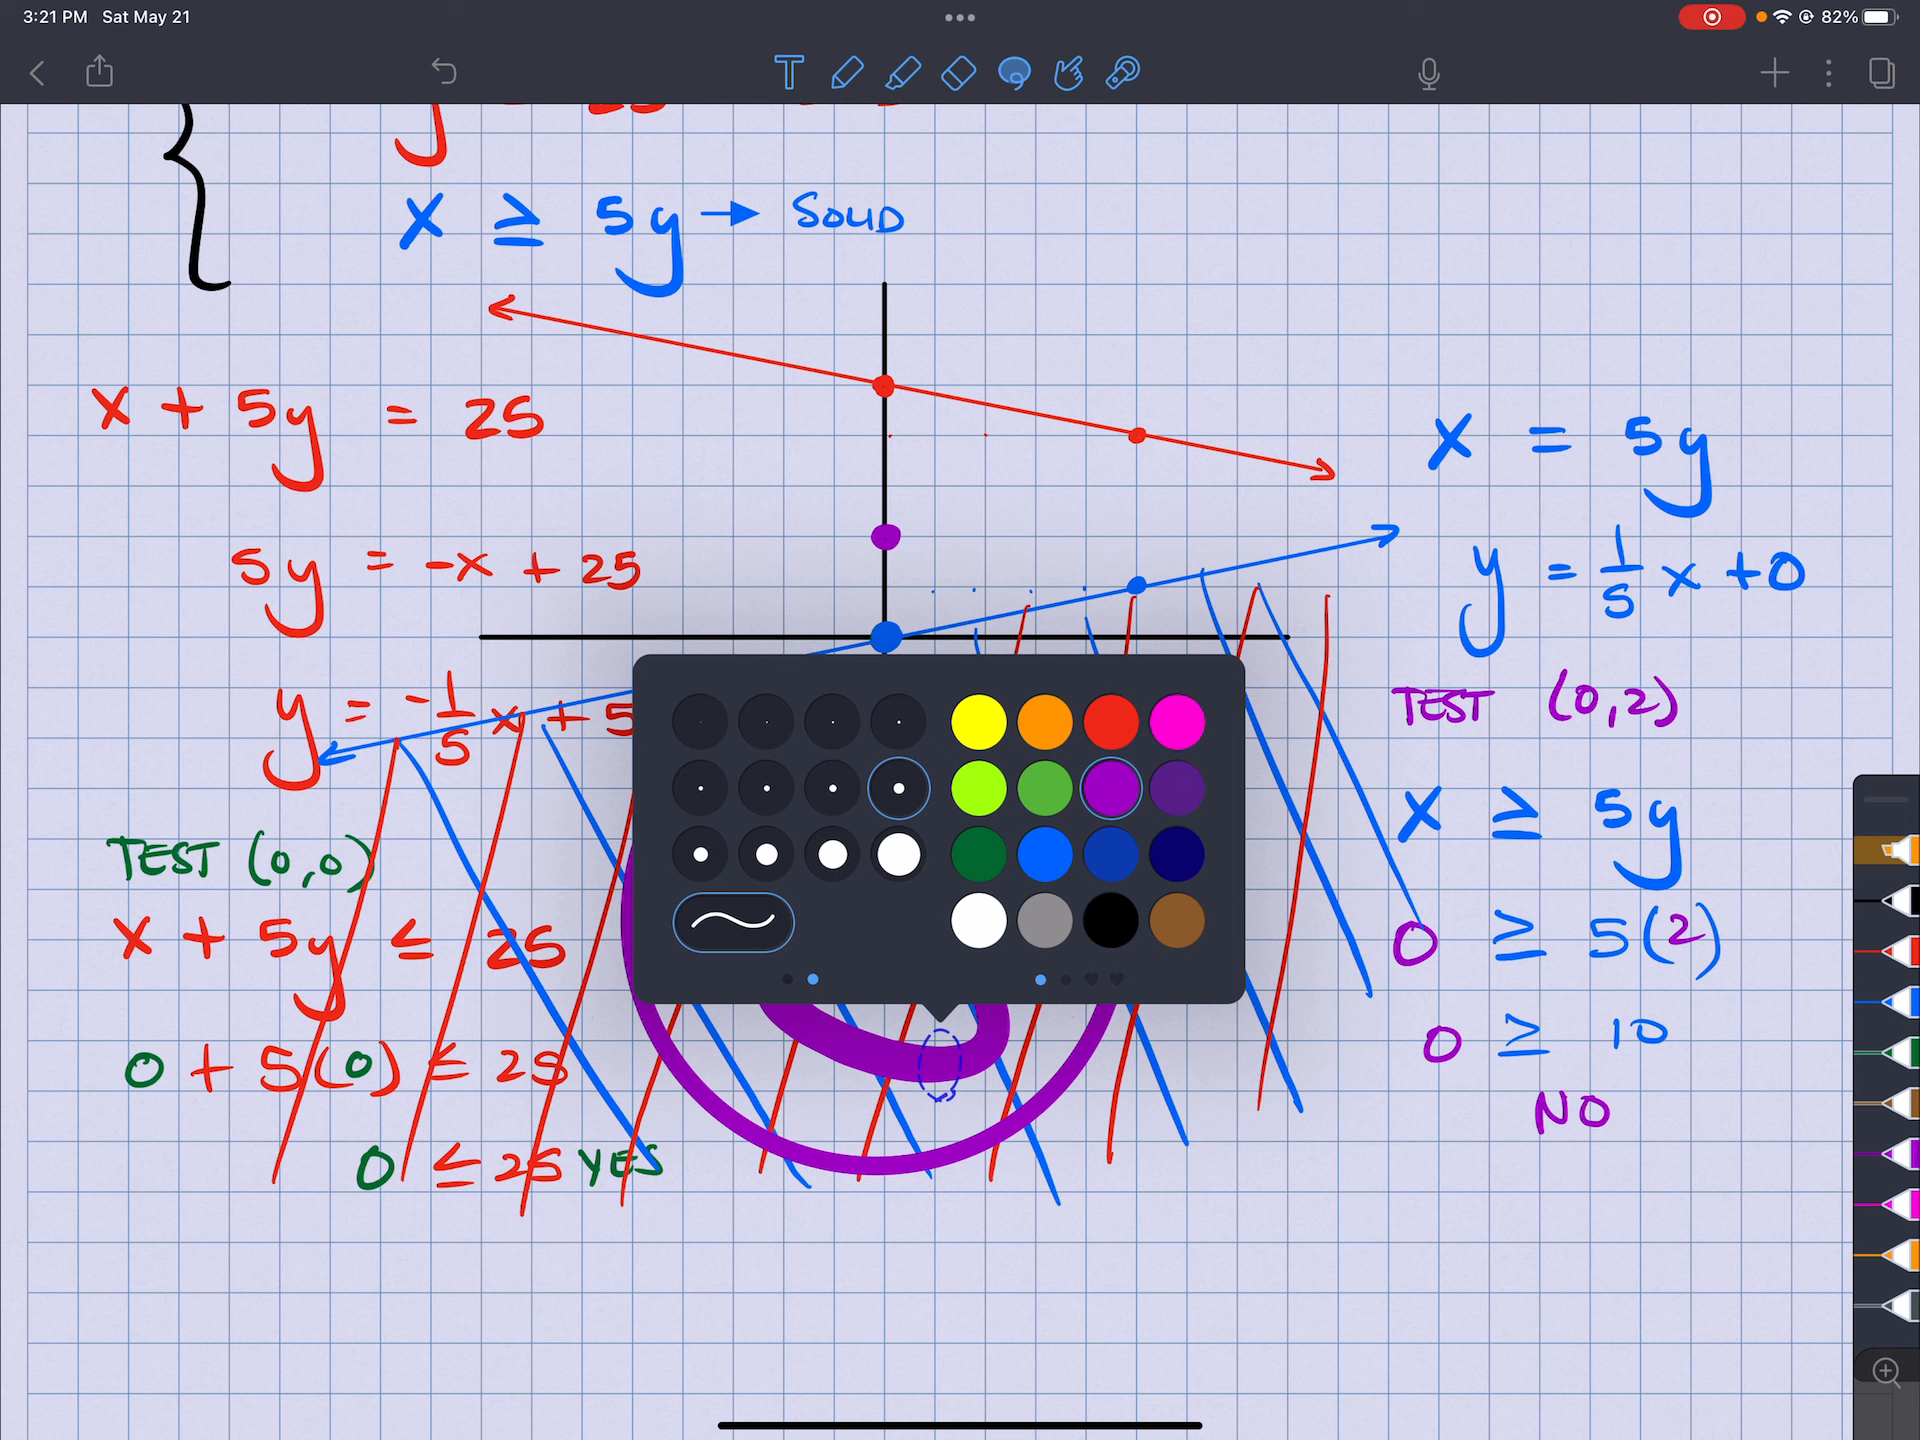 3:21 PM Sat May 21
82%
T
x ≥ 5y → SOLID
x + 5y = 25
5y = -x + 25
y = -1/5 x + 5
TEST (0,0)
x + 5y ≤ 25
0 + 5(0) ≤ 25
0 ≤ 25 YES
x = 5y
y = 1/5 x + 0
TEST (0,2)
x ≥ 5y
0 ≥ 5(2)
0 ≥ 10
NO